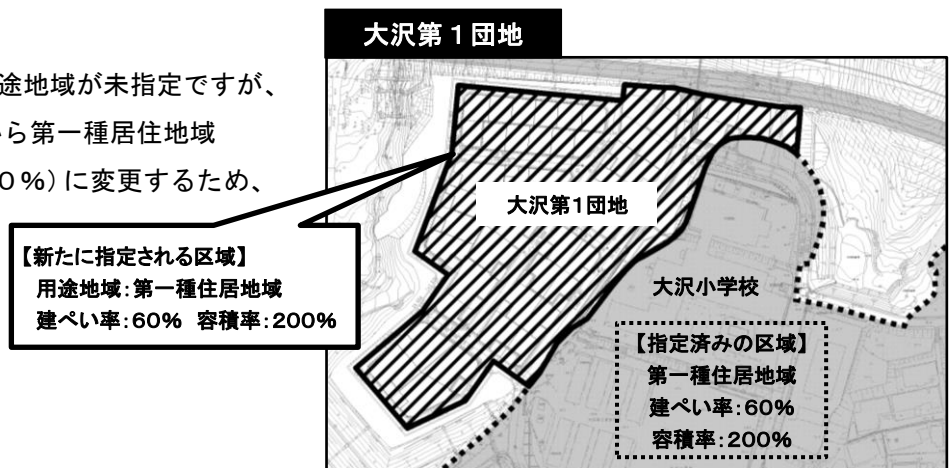 大沢第１団地
途地域が未指定ですが、
ら第一種居住地域
０％）に変更するため、
【新たに指定される区域】
用途地域：第一種住居地域
建ぺい率：60％ 容積率：200％
大沢第1団地
大沢小学校
【指定済みの区域】
第一種住居地域
建ぺい率：60％
容積率：200％